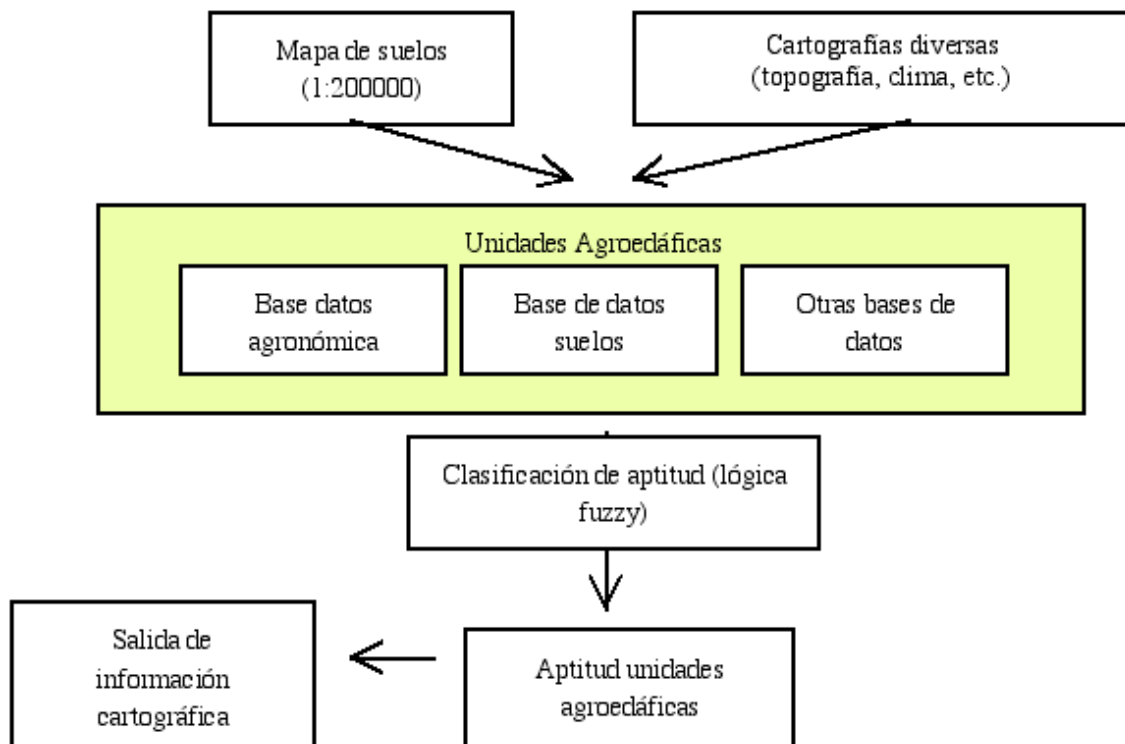 Mapa de suelos
(1:200000)
Cartografías diversas
(topografía, clima, etc.)
Unidades Agroedáficas
Base datos
agronómica
Base de datos
suelos
Otras bases de
datos
Clasificación de aptitud (lógica
fuzzy)
Salida de
información
cartográfica
Aptitud unidades
agroedáficas